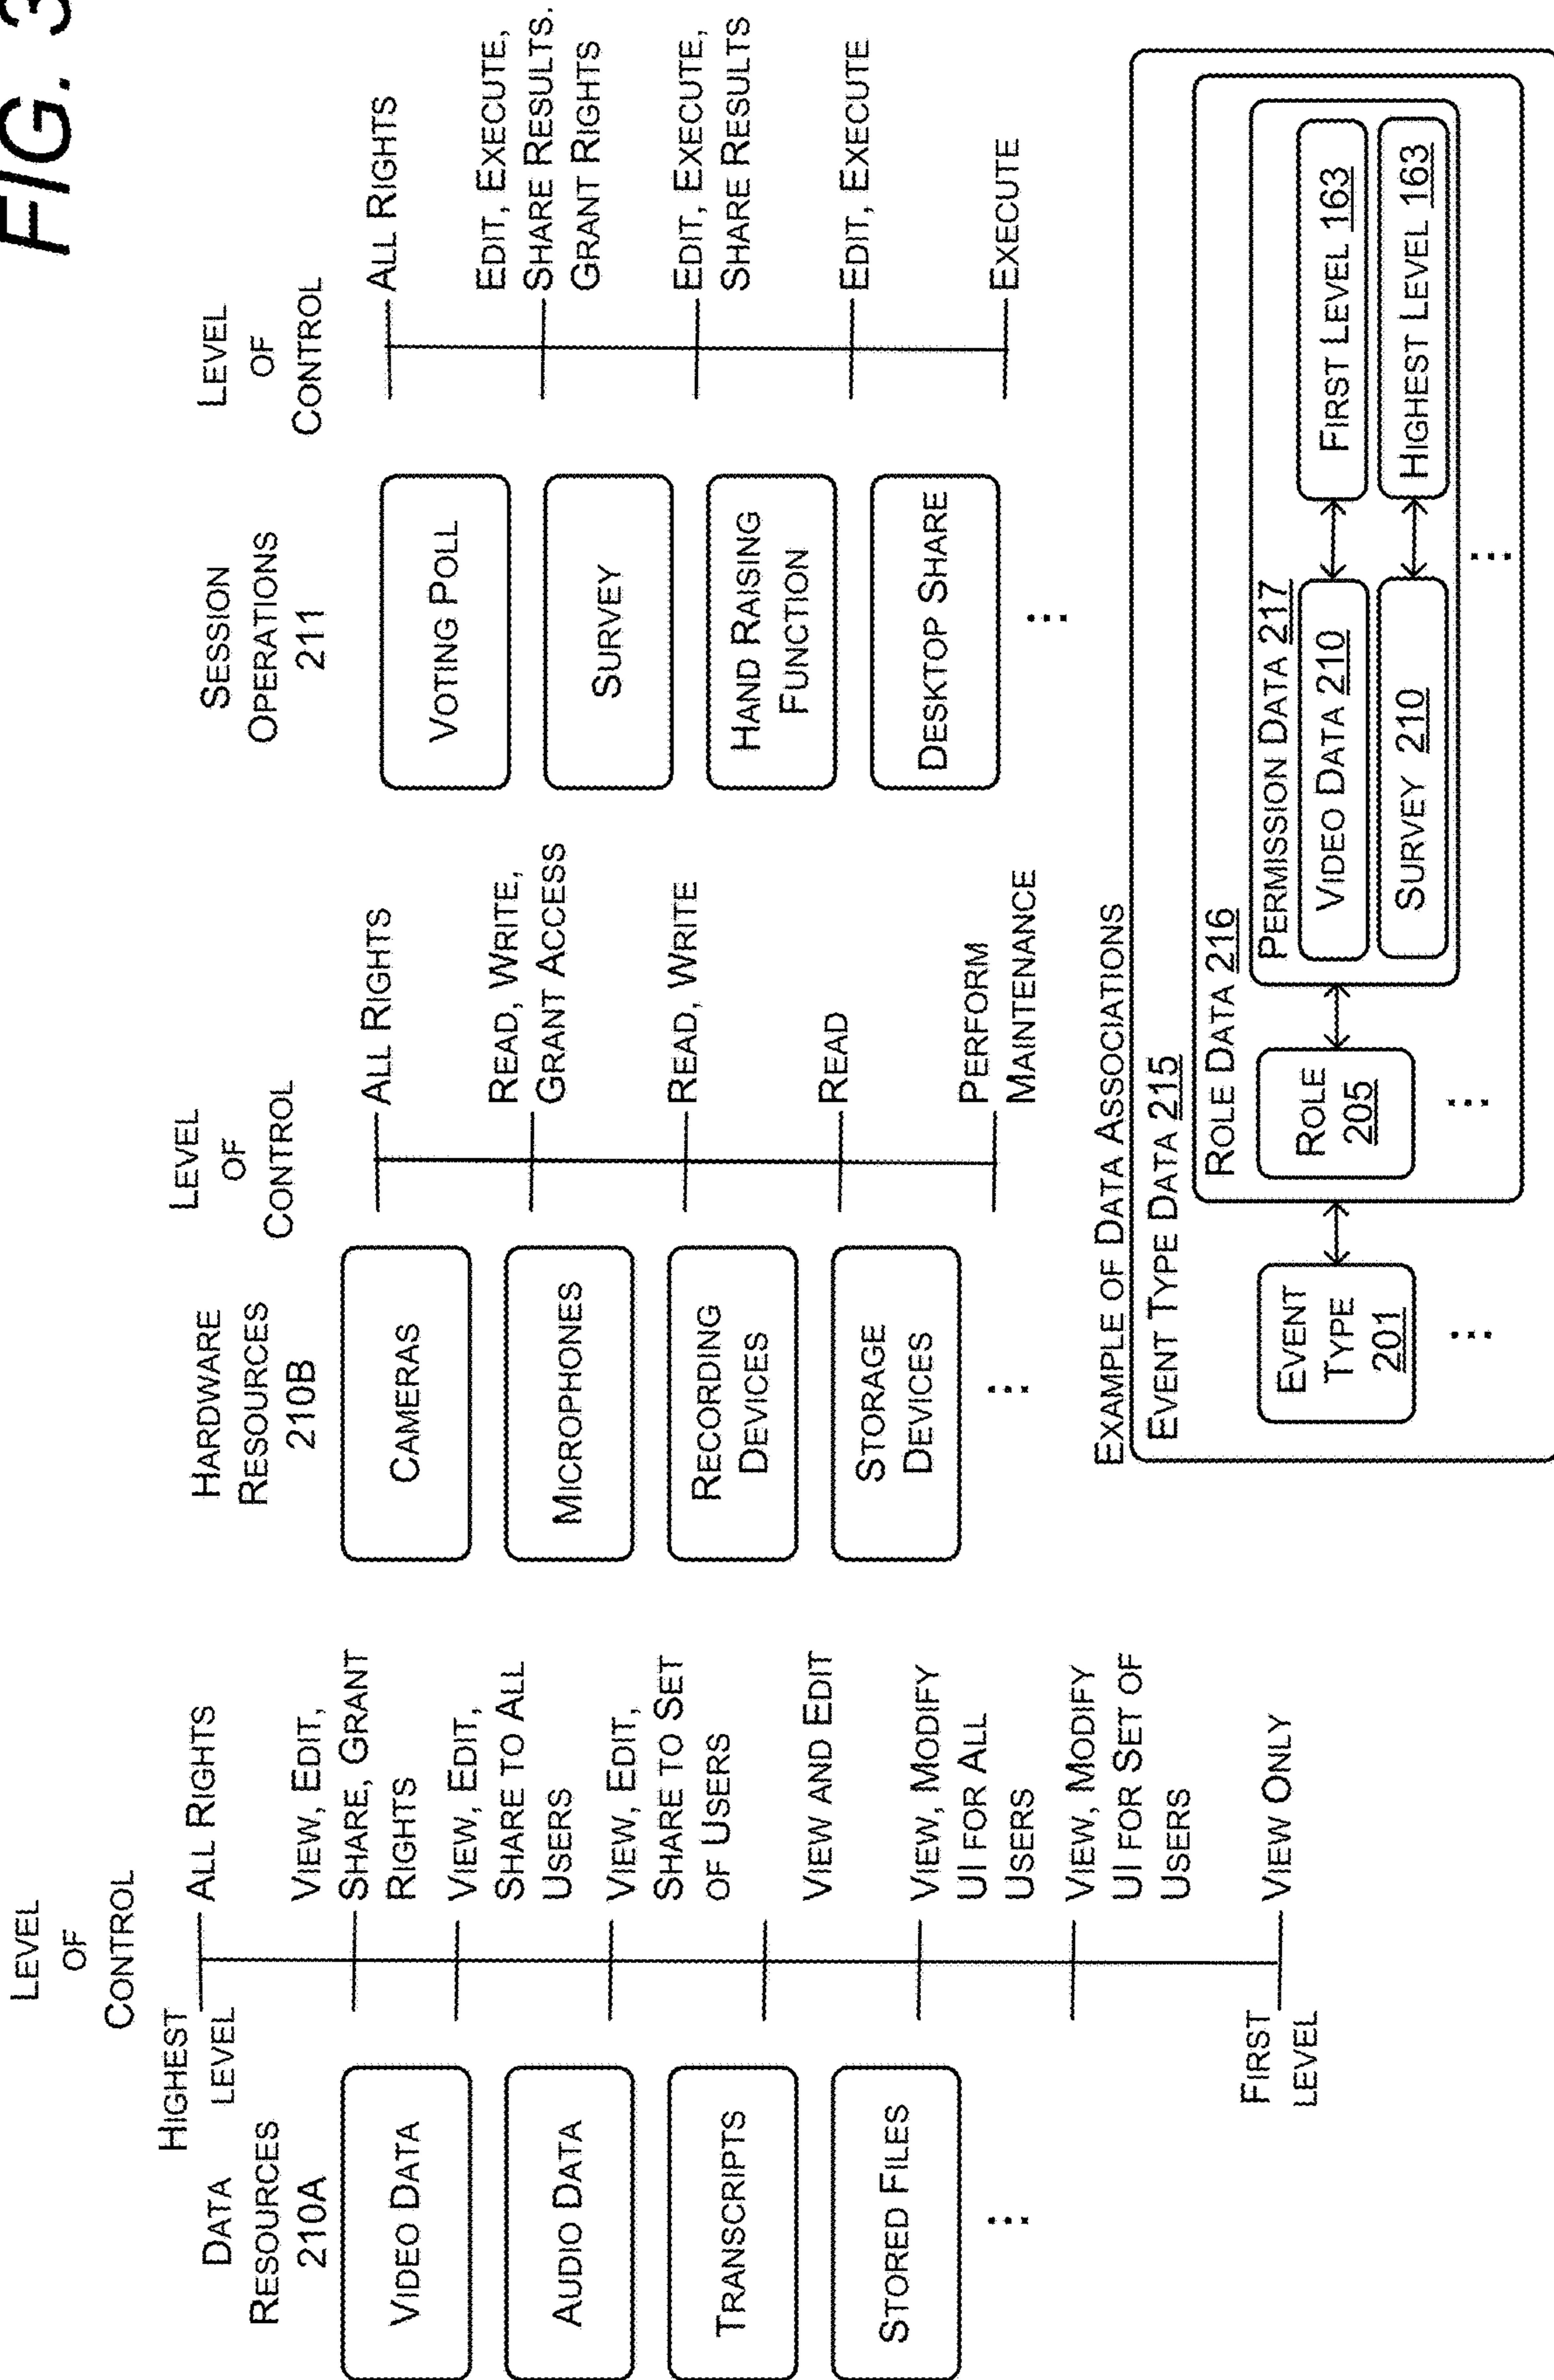 FIG. 3
LEVEL
OF
CONTROL
HIGHEST
LEVEL
DATA
RESOURCES
210A
VIDEO DATA
AUDIO DATA
TRANSCRIPTS
STORED FILES
...
ALL RIGHTS
VIEW, EDIT,
SHARE, GRANT
RIGHTS
VIEW, EDIT,
SHARE TO ALL
USERS
VIEW, EDIT,
SHARE TO SET
OF USERS
VIEW AND EDIT
VIEW, MODIFY
UI FOR ALL
USERS
VIEW, MODIFY
UI FOR SET OF
USERS
VIEW ONLY
FIRST
LEVEL
HARDWARE
RESOURCES
210B
CAMERAS
MICROPHONES
RECORDING
DEVICES
STORAGE
DEVICES
...
LEVEL
OF
CONTROL
ALL RIGHTS
READ, WRITE,
GRANT ACCESS
READ, WRITE
READ
PERFORM
MAINTENANCE
SESSION
OPERATIONS
211
VOTING POLL
SURVEY
HAND RAISING
FUNCTION
DESKTOP SHARE
...
LEVEL
OF
CONTROL
ALL RIGHTS
EDIT, EXECUTE,
SHARE RESULTS.
GRANT RIGHTS
EDIT, EXECUTE,
SHARE RESULTS
EDIT, EXECUTE
EXECUTE
EXAMPLE OF DATA ASSOCIATIONS
EVENT TYPE DATA 215
EVENT
TYPE
201
...
ROLE DATA 216
ROLE
205
...
PERMISSION DATA 217
VIDEO DATA 210
FIRST LEVEL 163
SURVEY 210
HIGHEST LEVEL 163
...